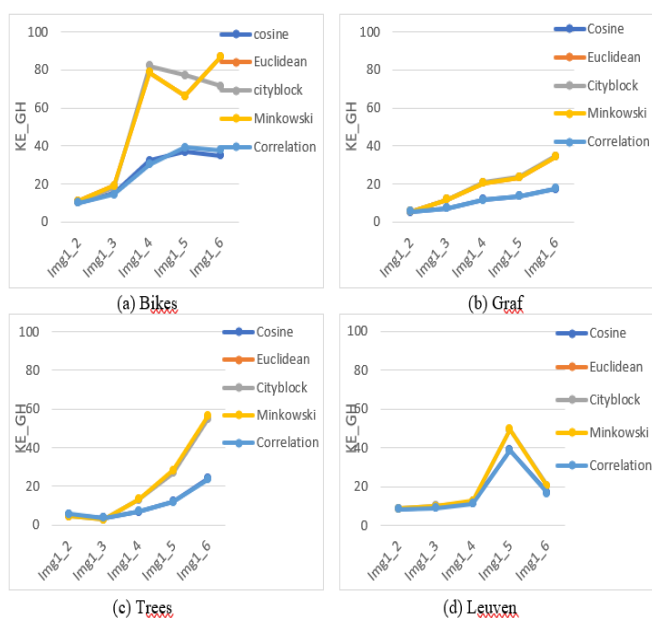 100
80
60
40
20
0
KE_GH
Img1_2
Img1_3
Img1_4
Img1_5
Img1_6
cosine
Euclidean
cityblock
Minkowski
Correlation
(a) Bikes
100
80
60
40
20
0
KE_GH
Img1_2
Img1_3
Img1_4
Img1_5
Img1_6
Cosine
Euclidean
Cityblock
Minkowski
Correlation
(b) Graf
100
80
60
40
20
0
KE_GH
Img1_2
Img1_3
Img1_4
Img1_5
Img1_6
Cosine
Euclidean
Cityblock
Minkowski
Correlation
(c) Trees
100
80
60
40
20
0
KE_GH
Img1_2
Img1_3
Img1_4
Img1_5
Img1_6
Cosine
Euclidean
Cityblock
Minkowski
Correlation
(d) Leuven